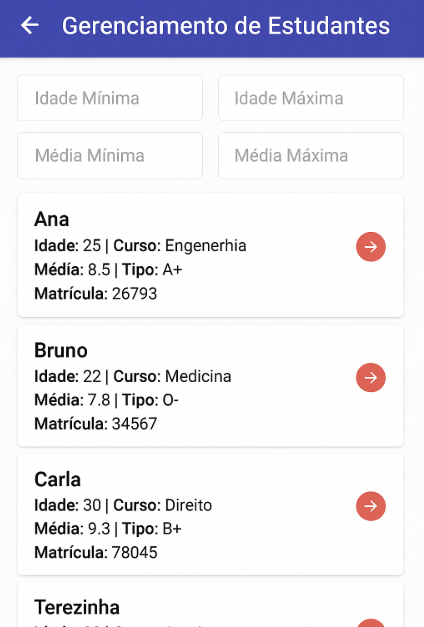 Gerenciamento de Estudantes
Idade Mínima Idade Máxima
Média Mínima Média Máxima
Ana
Idade: 25 | Curso: Engenerhia
Médía: 8.5 | Tipo: A+
Matrícula: 26793
Bruno
Idade: 22 | Curso: Medicina
Média: 7.8 | Tipo: O-
Matrícula: 34567
Carla
Idade: 30 | Curso: Direito
Média: 9.3 | Tipo: B+
Matrícula: 78045
Terezinha